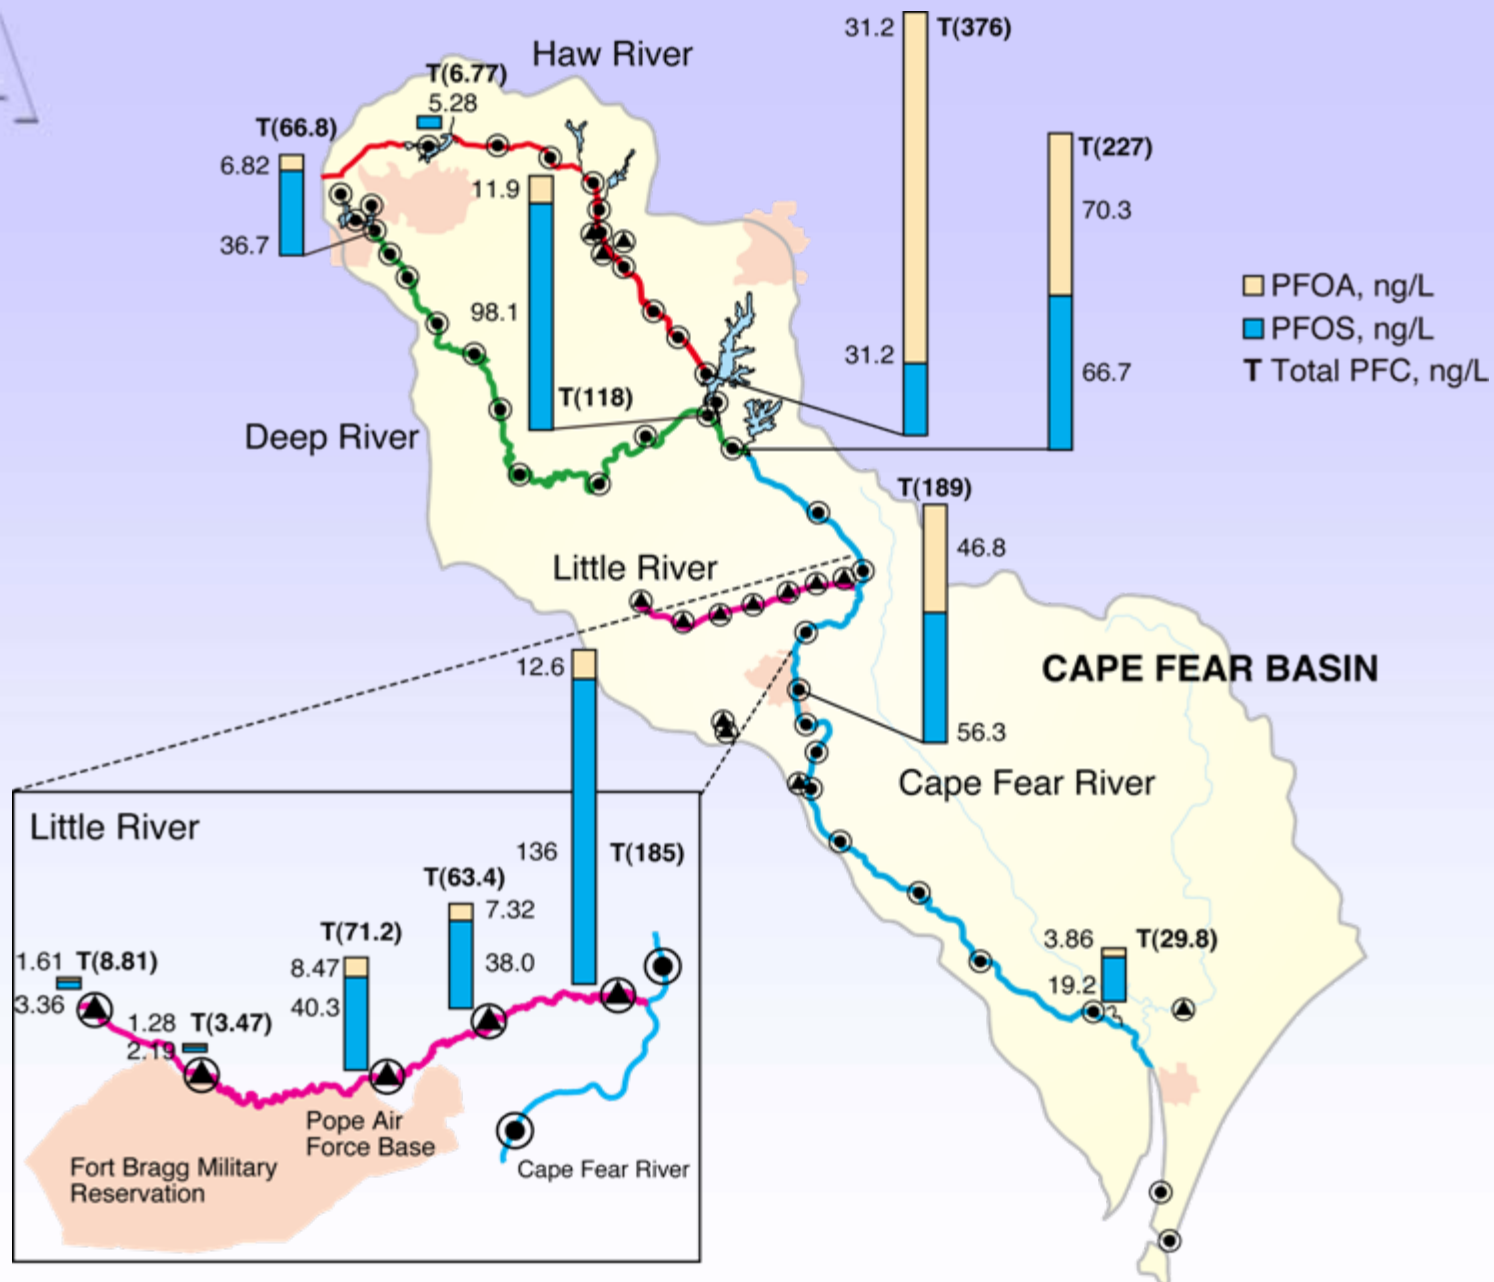 Haw River
T(6.77)
5.28
T(66.8)
6.82
36.7
11.9
98.1
T(118)
31.2
T(376)
31.2
T(227)
70.3
66.7
PFOA, ng/L
PFOS, ng/L
T Total PFC, ng/L
Deep River
T(189)
46.8
56.3
Little River
CAPE FEAR BASIN
Cape Fear River
12.6
136
T(185)
Little River
T(63.4)
7.32
38.0
T(71.2)
8.47
40.3
1.61
T(8.81)
3.36
1.28
T(3.47)
2.19
Pope Air
Force Base
Fort Bragg Military
Reservation
Cape Fear River
3.86
T(29.8)
19.2